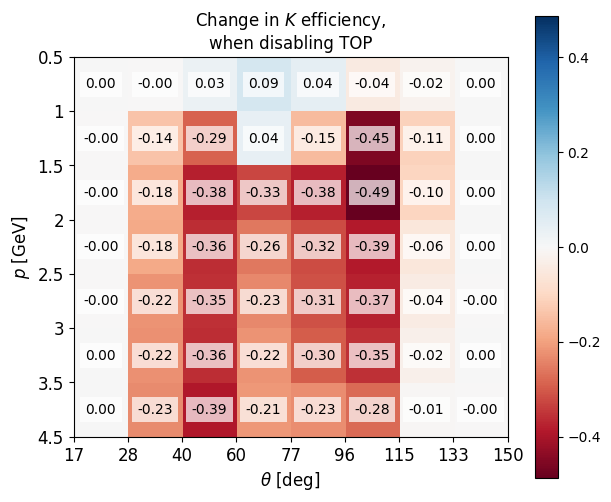 Change in K efficiency,
when disabling TOP
0.5
0.00 -0.00 0.03 0.09 0.04 -0.04 -0.02 0.00
1
-0.00 -0.14 -0.29 0.04 -0.15 -0.45 -0.11 0.00
1.5
-0.00 -0.18 -0.38 -0.33 -0.38 -0.49 -0.10 0.00
2
-0.00 -0.18 -0.36 -0.26 -0.32 -0.39 -0.06 0.00
2.5
-0.00 -0.22 -0.35 -0.23 -0.31 -0.37 -0.04 -0.00
3
0.00 -0.22 -0.36 -0.22 -0.30 -0.35 -0.02 0.00
3.5
0.00 -0.23 -0.39 -0.21 -0.23 -0.28 -0.01 -0.00
4.5
p [GeV]
17 28 40 60 77 96 115 133 150
θ [deg]
0.4
0.2
0.0
−0.2
−0.4